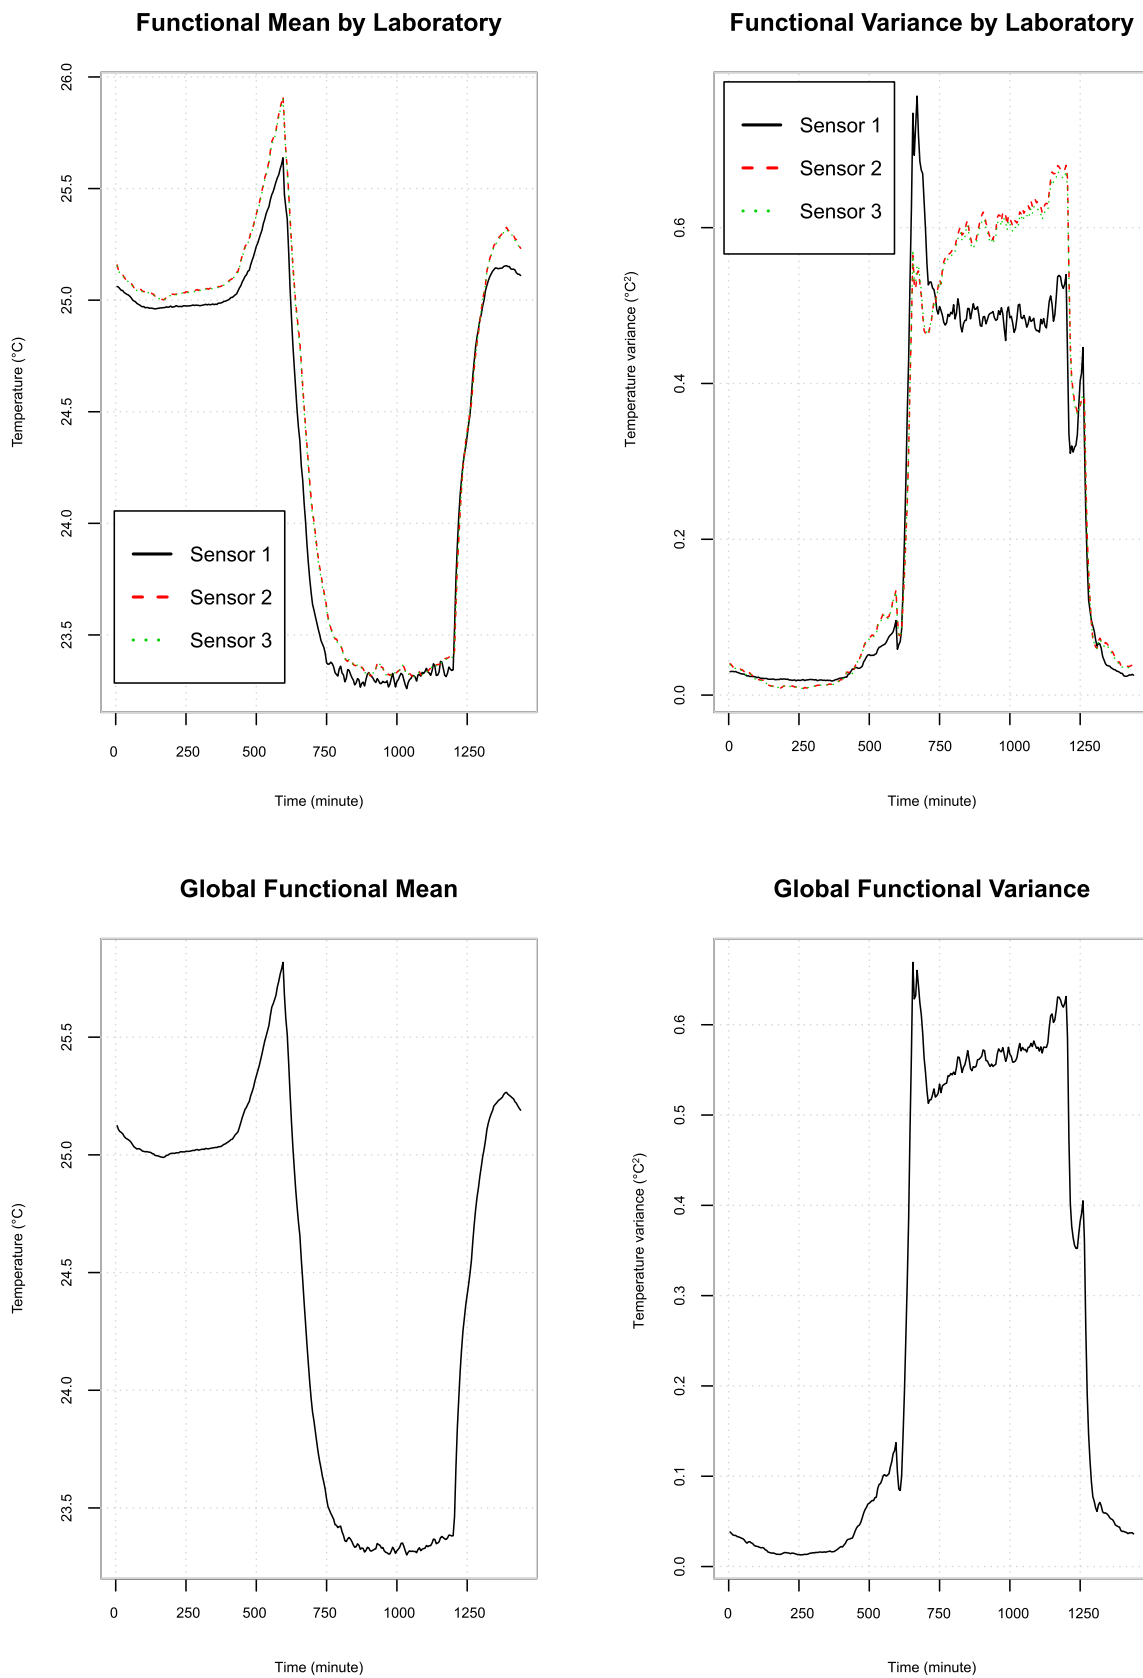 Functional Mean by Laboratory
26.0
25.5
25.0
24.5
24.0
23.5
Temperature (°C)
Sensor 1
Sensor 2
Sensor 3
0 250 500 750 1000 1250
Time (minute)
Functional Variance by Laboratory
Sensor 1
Sensor 2
Sensor 3
0.6
0.4
0.2
0.0
Temperature variance (°C²)
0 250 500 750 1000 1250
Time (minute)
Global Functional Mean
25.5
25.0
24.5
24.0
23.5
Temperature (°C)
0 250 500 750 1000 1250
Time (minute)
Global Functional Variance
0.6
0.5
0.4
0.3
0.2
0.1
0.0
Temperature variance (°C²)
0 250 500 750 1000 1250
Time (minute)